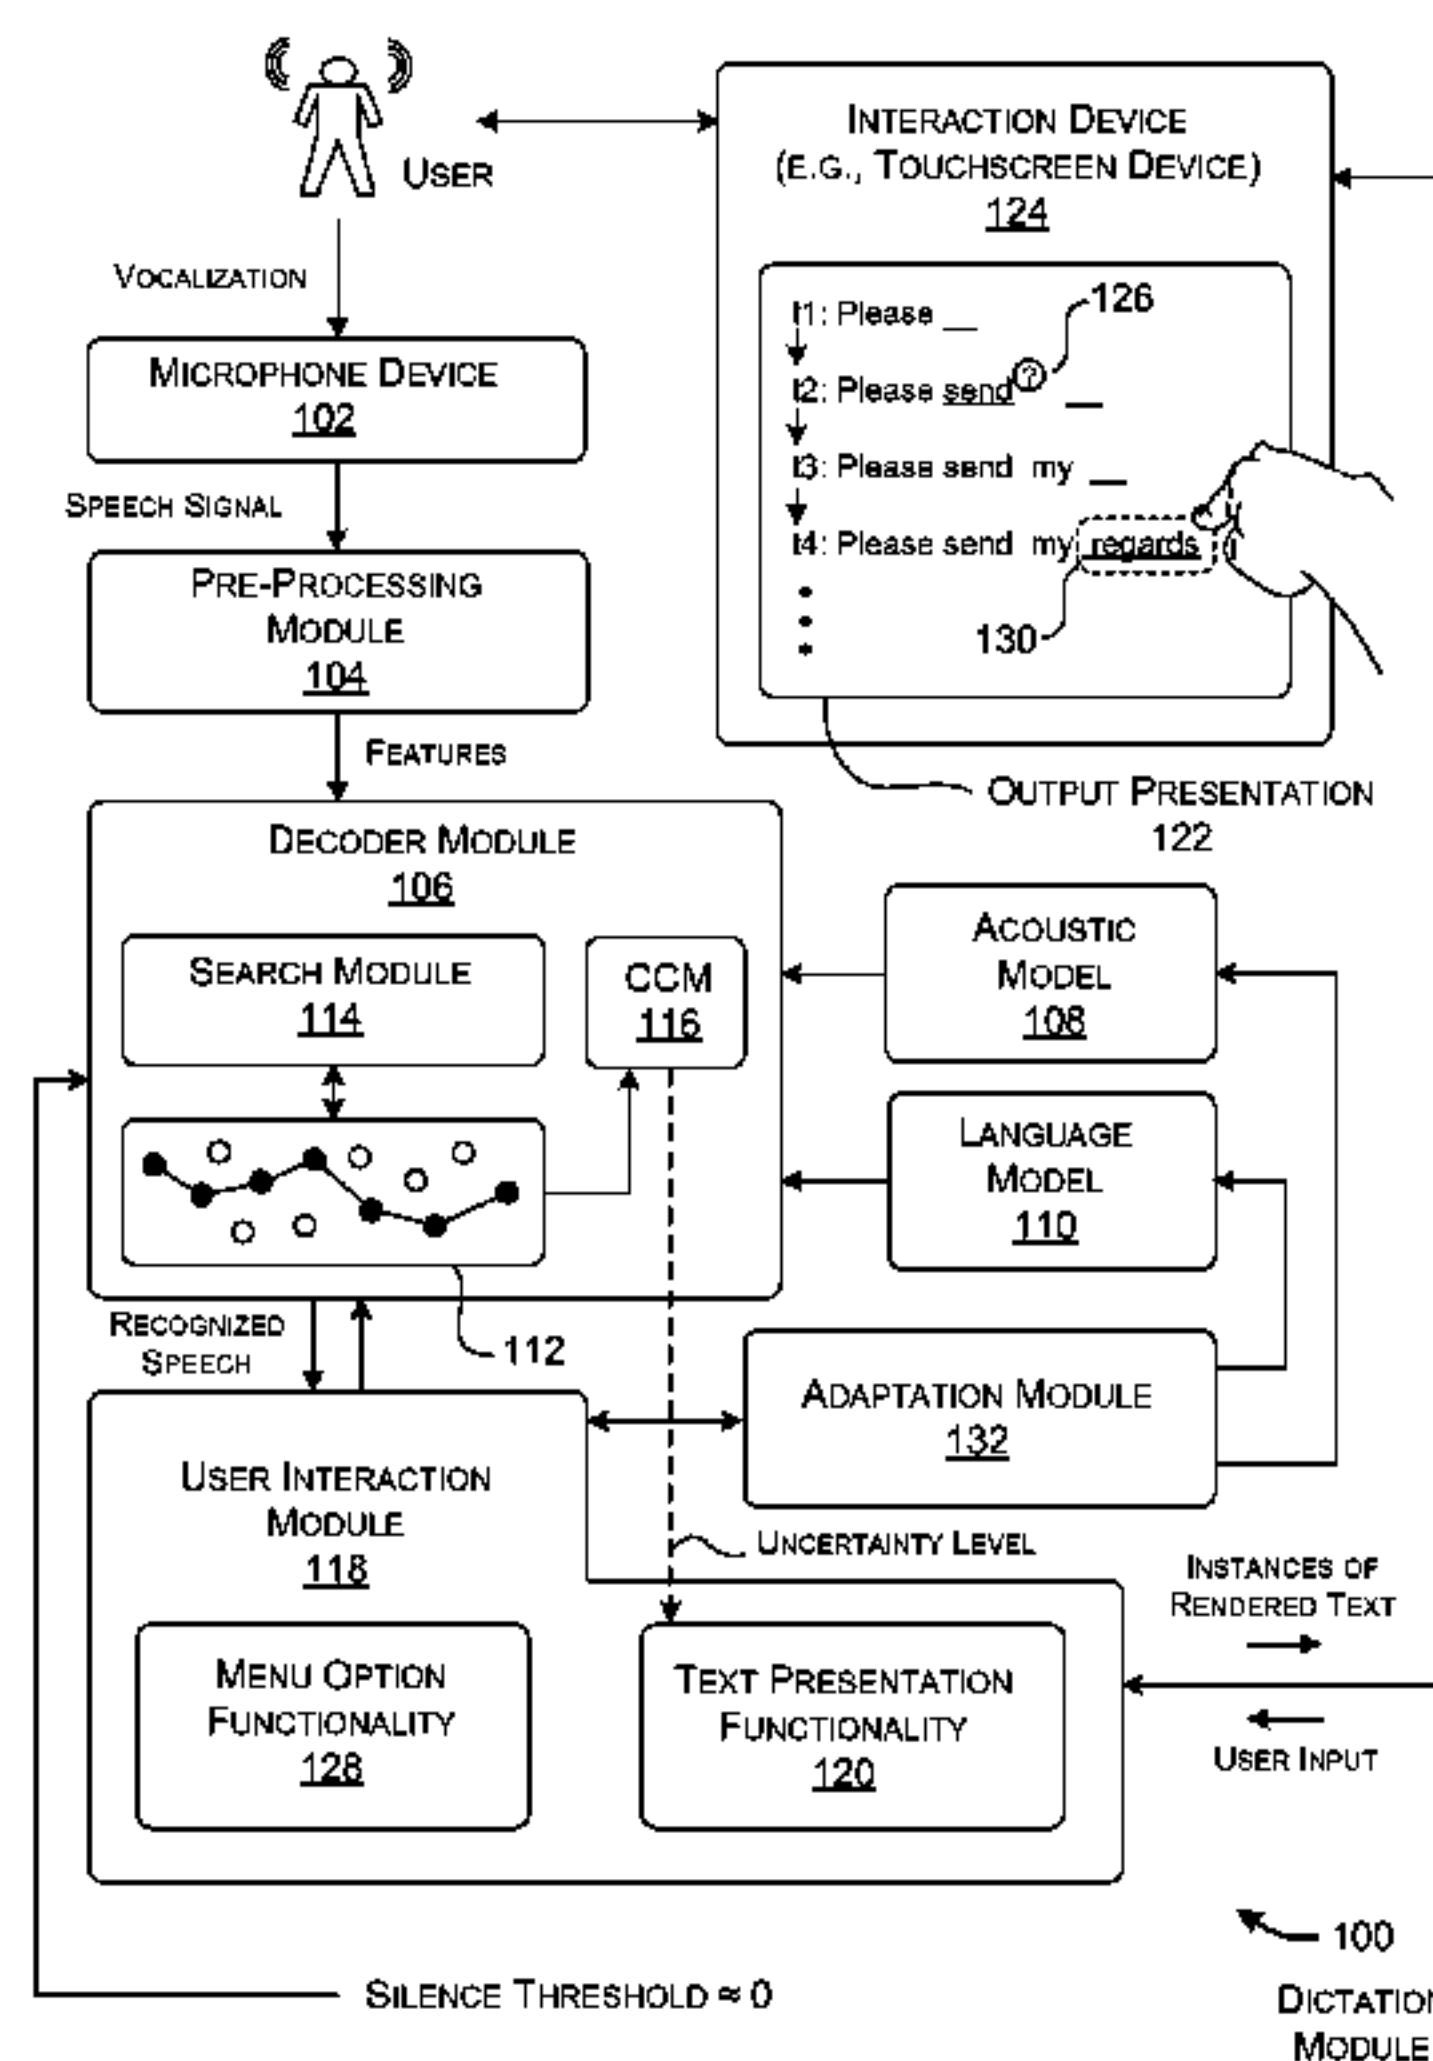 USER
VOCALIZATION
MICROPHONE DEVICE
102
SPEECH SIGNAL
PRE-PROCESSING
MODULE
104
FEATURES
INTERACTION DEVICE
(E.G., TOUCHSCREEN DEVICE)
124
t1: Please __
126
t2: Please send ? __
t3: Please send my __
t4: Please send my regards
130
OUTPUT PRESENTATION
122
DECODER MODULE
106
SEARCH MODULE
114
CCM
116
112
ACOUSTIC
MODEL
108
LANGUAGE
MODEL
110
RECOGNIZED
SPEECH
ADAPTATION MODULE
132
USER INTERACTION
MODULE
118
UNCERTAINTY LEVEL
MENU OPTION
FUNCTIONALITY
128
TEXT PRESENTATION
FUNCTIONALITY
120
INSTANCES OF
RENDERED TEXT
USER INPUT
SILENCE THRESHOLD ≈ 0
100
DICTATION
MODULE